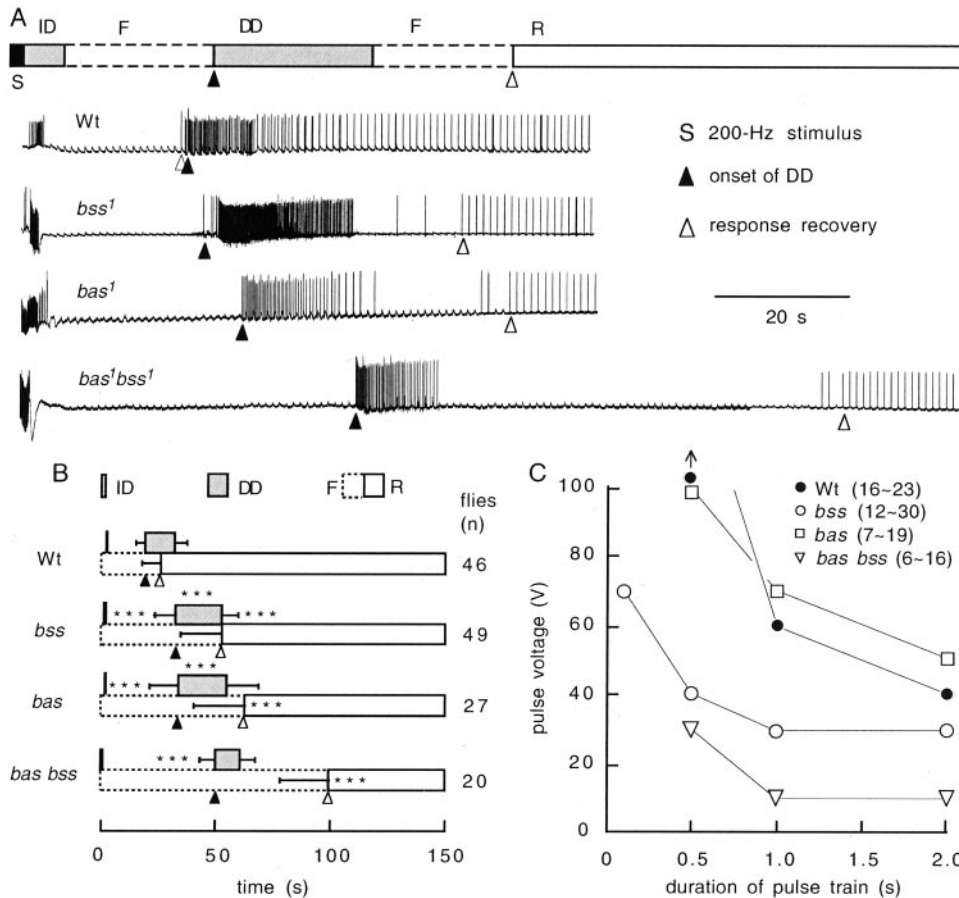 A
ID F DD F R
S
Wt
bss¹
bas¹
bas¹bss¹
S 200-Hz stimulus
▲ onset of DD
△ response recovery
20 s
B
ID DD F R
flies
(n)
Wt
46
*** *** ***
bss
49
*** ***
bas
*** 27
***
bas bss
*** 20
0 50 100 150
time (s)
C
100
80
60
40
20
0
pulse voltage (V)
● Wt (16~23)
○ bss (12~30)
□ bas (7~19)
▽ bas bss (6~16)
0 0.5 1.0 1.5 2.0
duration of pulse train (s)